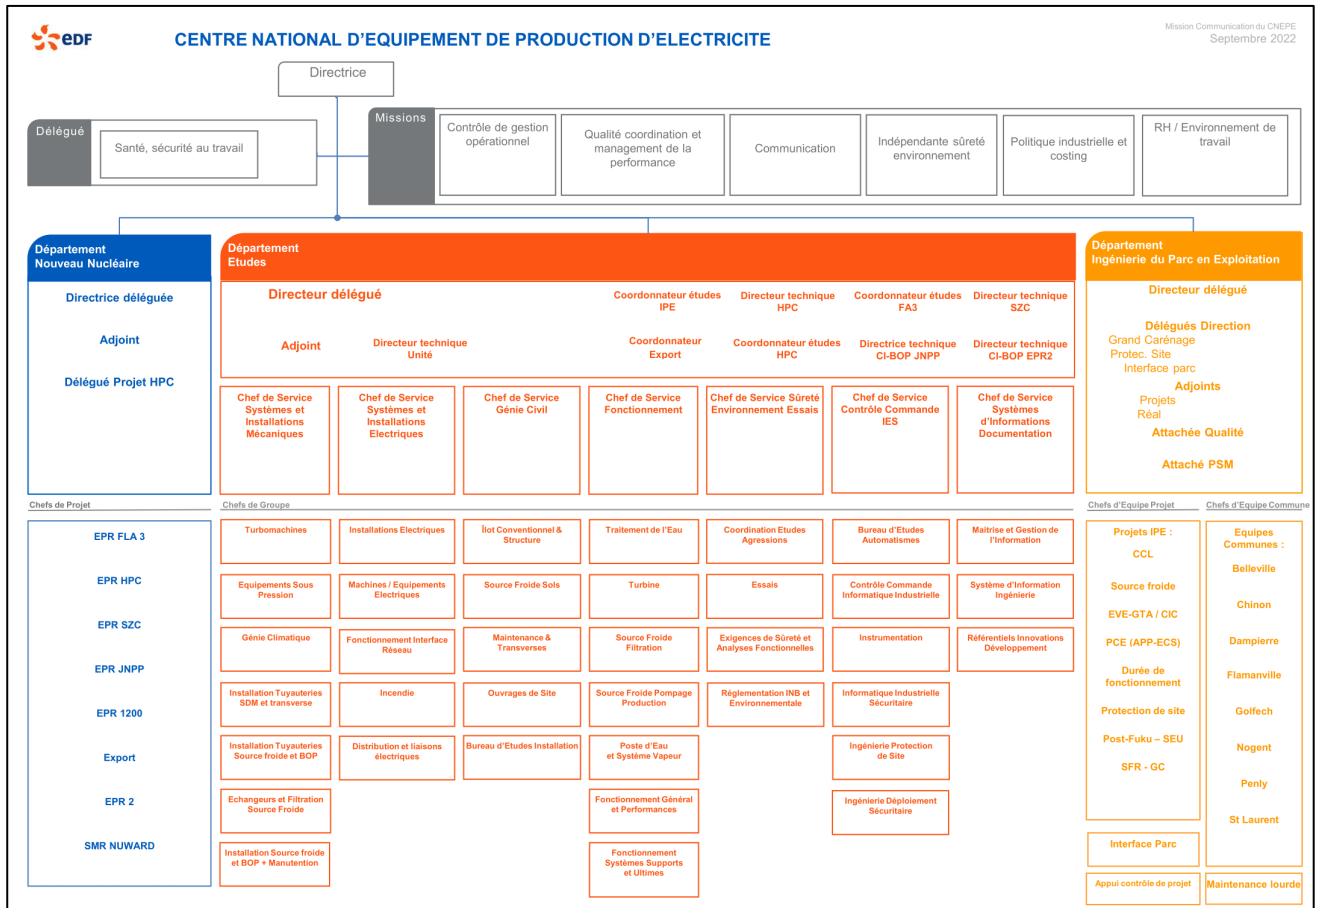 edF
CENTRE NATIONAL D'EQUIPEMENT DE PRODUCTION D'ELECTRICITE
Mission Communication du CNEPE
Septembre 2022
Directrice
Délégué
Santé, sécurité au travail
Missions
Contrôle de gestion
opérationnel
Qualité coordination et
management de la
performance
Communication
Indépendante sûreté
environnement
Politique industrielle et
costing
RH / Environnement de
travail
Département
Nouveau Nucléaire
Directrice déléguée
Adjoint
Délégué Projet HPC
Département
Etudes
Directeur délégué
Adjoint
Directeur technique
Unité
Coordonnateur études
IPE
Directeur technique
HPC
Coordonnateur études
FA3
Directeur technique
SZC
Coordonnateur
Export
Coordonnateur études
HPC
Directrice technique
CI-BOP JNPP
Directeur technique
CI-BOP EPR2
Chef de Service
Systèmes et
Installations
Mécaniques
Chef de Service
Systèmes et
Installations
Electriques
Chef de Service
Génie Civil
Chef de Service
Fonctionnement
Chef de Service Sûreté
Environnement Essais
Chef de Service
Contrôle Commande
IES
Chef de Service
Systèmes
d'Informations
Documentation
Département
Ingénierie du Parc en Exploitation
Directeur délégué
Délégués Direction
Grand Carénage
Protec. Site
Interface parc
Adjoints
Projets
Réal
Attachée Qualité
Attaché PSM
Chefs de Projet
EPR FLA 3
EPR HPC
EPR SZC
EPR JNPP
EPR 1200
Export
EPR 2
SMR NUWARD
Chefs de Groupe
Turbomachines
Equipements Sous
Pression
Génie Climatique
Installation Tuyauteries
SDM et transverse
Installation Tuyauteries
Source froide et BOP
Echangeurs et Filtration
Source Froide
Installation Source froide
et BOP + Manutention
Installations Electriques
Machines / Equipements
Electriques
Fonctionnement Interface
Réseau
Incendie
Distribution et liaisons
électriques
Îlot Conventionnel &
Structure
Source Froide Sols
Maintenance &
Transverses
Ouvrages de Site
Bureau d'Etudes Installation
Traitement de l'Eau
Turbine
Source Froide
Filtration
Source Froide Pompage
Production
Poste d'Eau
et Système Vapeur
Fonctionnement Général
et Performances
Fonctionnement
Systèmes Supports
et Ultimes
Coordination Etudes
Agressions
Essais
Exigences de Sûreté et
Analyses Fonctionnelles
Réglementation INB et
Environnementale
Bureau d'Etudes
Automatismes
Contrôle Commande
Informatique Industrielle
Instrumentation
Informatique Industrielle
Sécuritaire
Ingénierie Protection
de Site
Ingénierie Déploiement
Sécuritaire
Maitrise et Gestion de
l'Information
Système d'Information
Ingénierie
Référentiels Innovations
Développement
Chefs d'Equipe Projet
Projets IPE :
CCL
Source froide
EVE-GTA / CIC
PCE (APP-ECS)
Durée de
fonctionnement
Protection de site
Post-Fuku – SEU
SFR - GC
Interface Parc
Appui contrôle de projet
Chefs d'Equipe Commune
Equipes
Communes :
Belleville
Chinon
Dampierre
Flamanville
Golfech
Nogent
Penly
St Laurent
Maintenance lourde